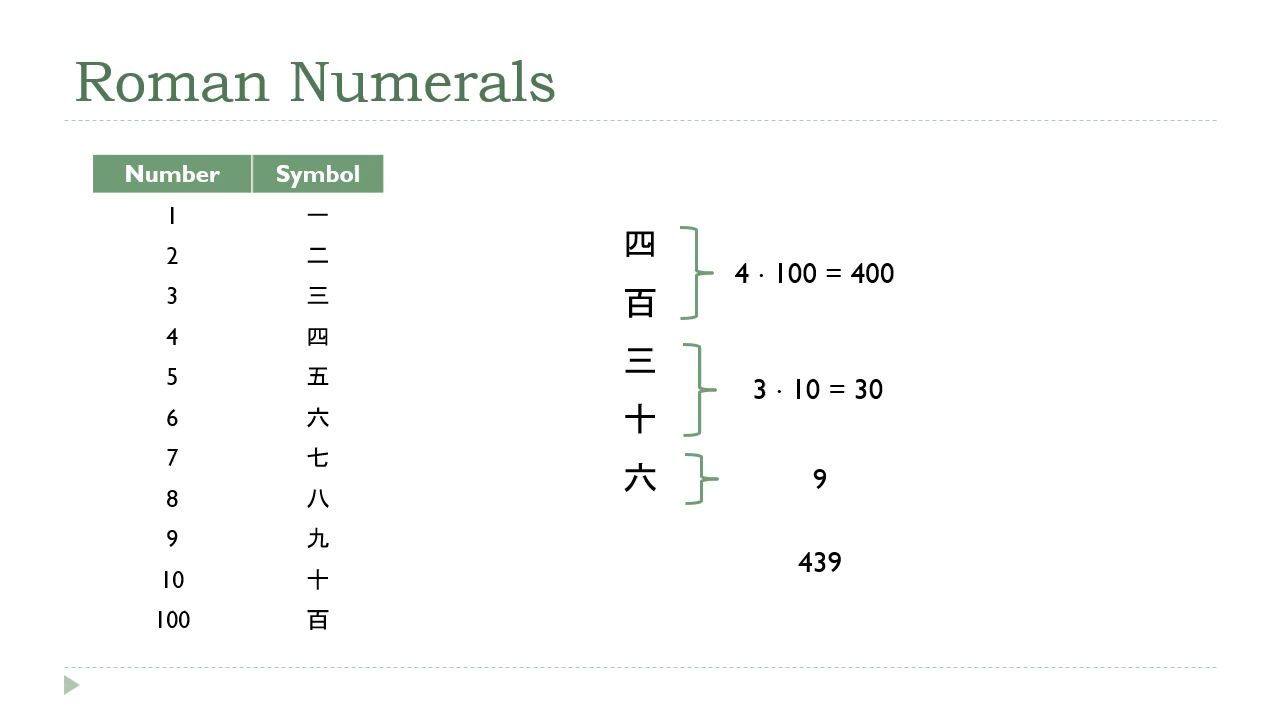 Roman Numerals
Number Symbol
1 一
2 二
3 三
4 四
5 五
6 六
7 七
8 八
9 九
10 十
100 百
四
百
4 · 100 = 400
三
十
3 · 10 = 30
六
9
439